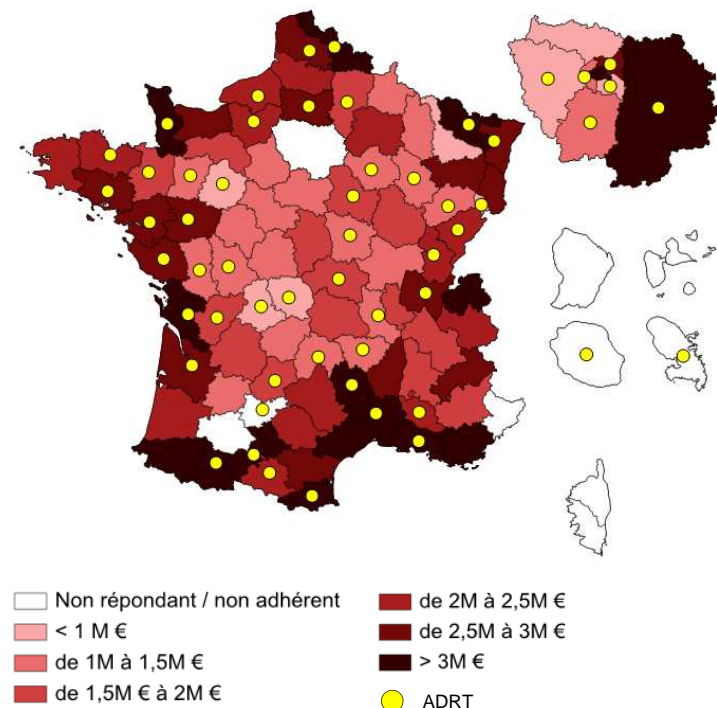 Non répondant / non adhérent
< 1 M €
de 1M à 1,5M €
de 1,5M € à 2M €
de 2M à 2,5M €
de 2,5M à 3M €
> 3M €
ADRT